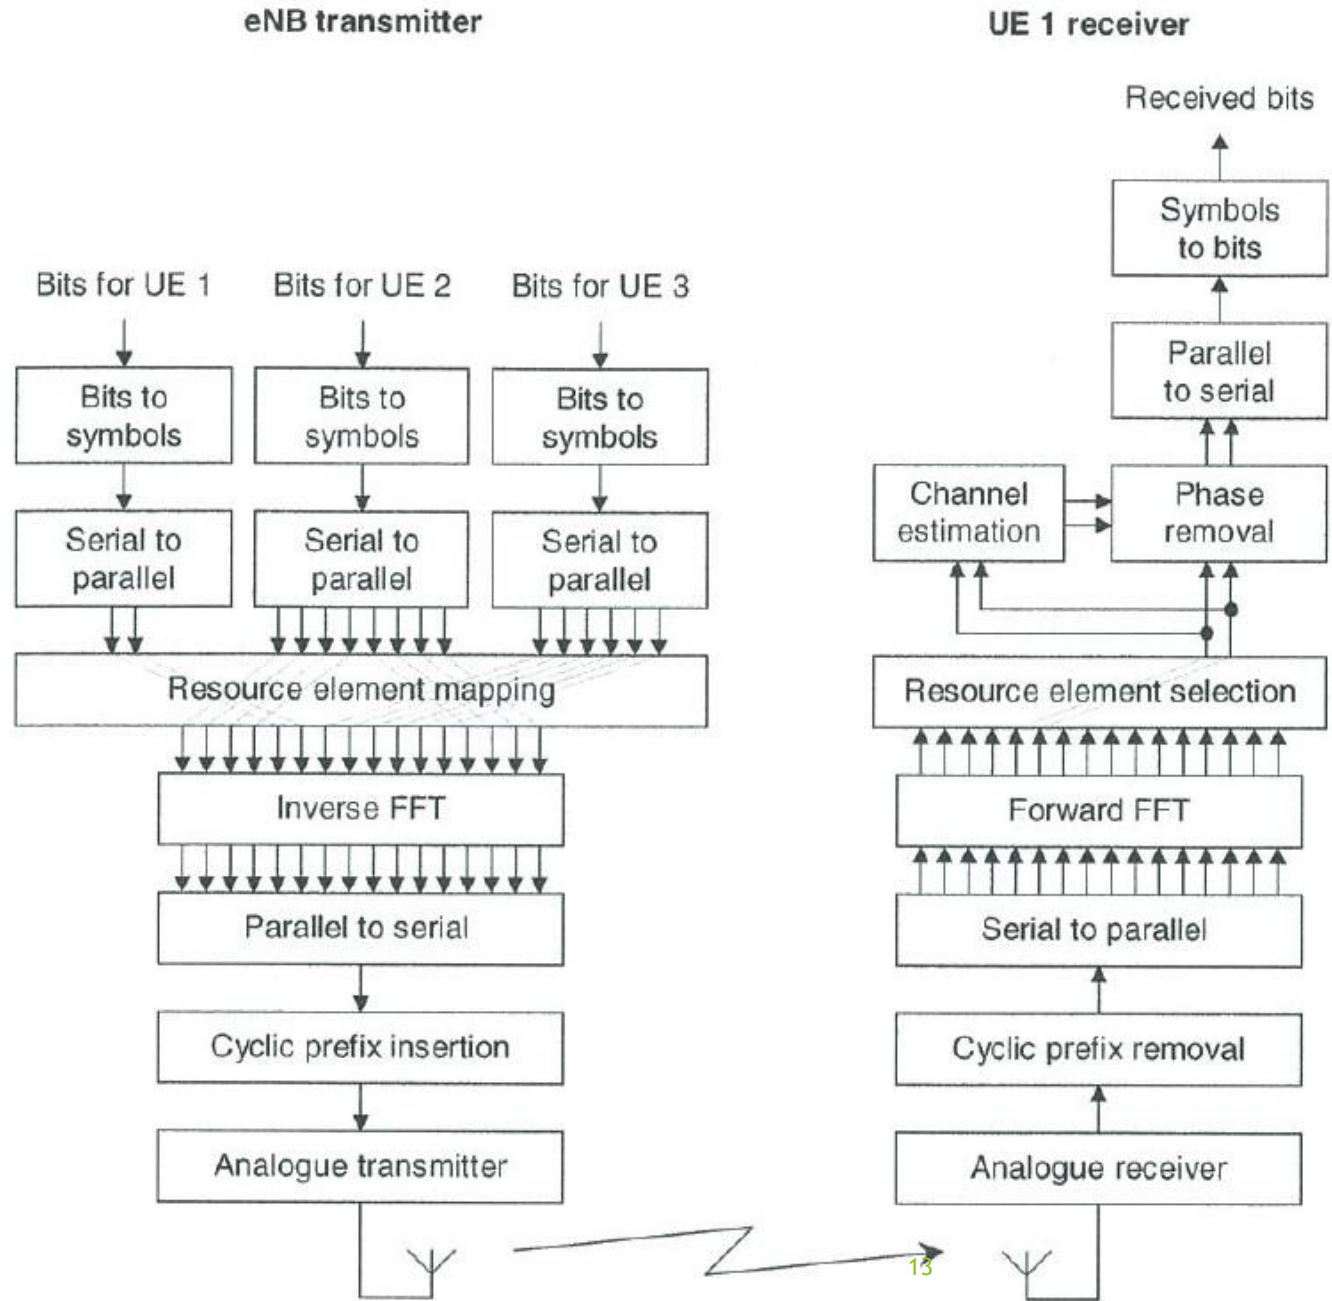 eNB transmitter
UE 1 receiver
Received bits
Symbols
to bits
Bits for UE 1
Bits for UE 2
Bits for UE 3
Parallel
to serial
Bits to
symbols
Bits to
symbols
Bits to
symbols
Channel
estimation
Phase
removal
Serial to
parallel
Serial to
parallel
Serial to
parallel
Resource element mapping
Resource element selection
Inverse FFT
Forward FFT
Parallel to serial
Serial to parallel
Cyclic prefix insertion
Cyclic prefix removal
Analogue transmitter
Analogue receiver
13